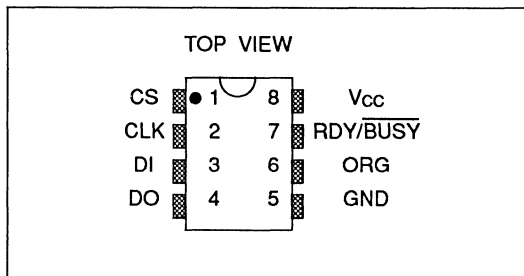 TOP VIEW
CS 1 8 Vcc
CLK 2 7 RDY/BUSY
DI 3 6 ORG
DO 4 5 GND